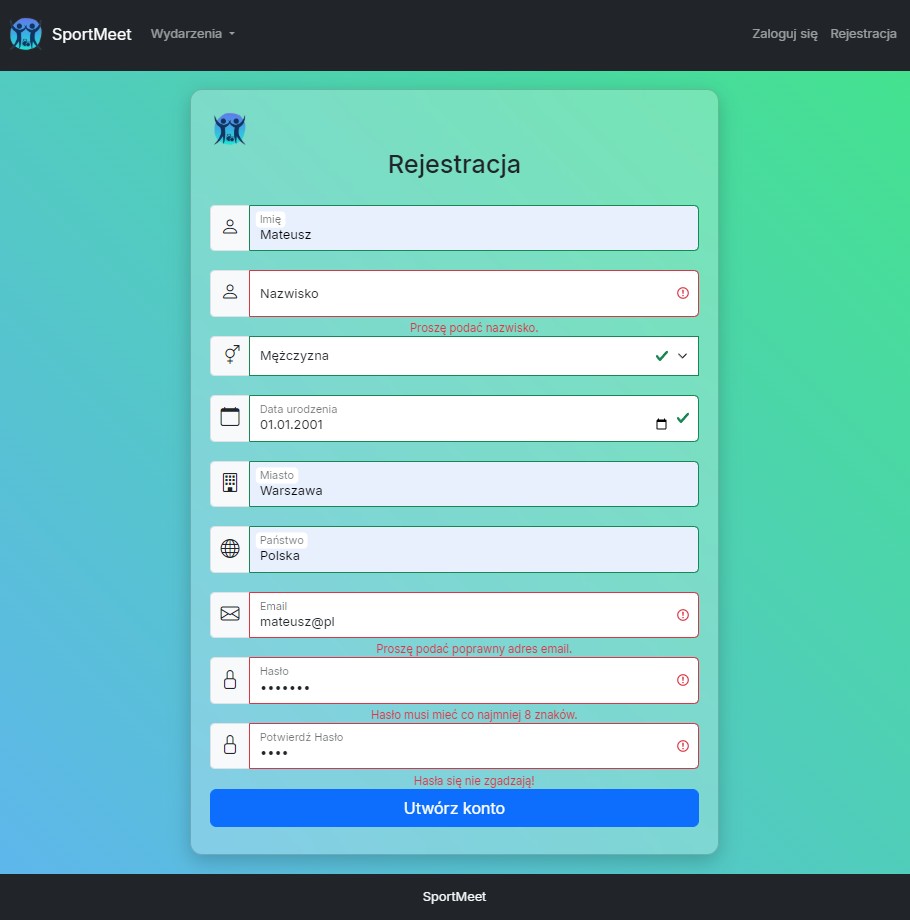 SportMeet Wydarzenia Zaloguj się Rejestracja
Rejestracja
Imię
Mateusz
Nazwisko
Proszę podać nazwisko.
Mężczyzna
Data urodzenia
01.01.2001
Miasto
Warszawa
Państwo
Polska
Email
mateusz@pl
Proszę podać poprawny adres email.
Hasło
•••••••
Hasło musi mieć co najmniej 8 znaków.
Potwierdź Hasło
••••
Hasła się nie zgadzają!
Utwórz konto
SportMeet